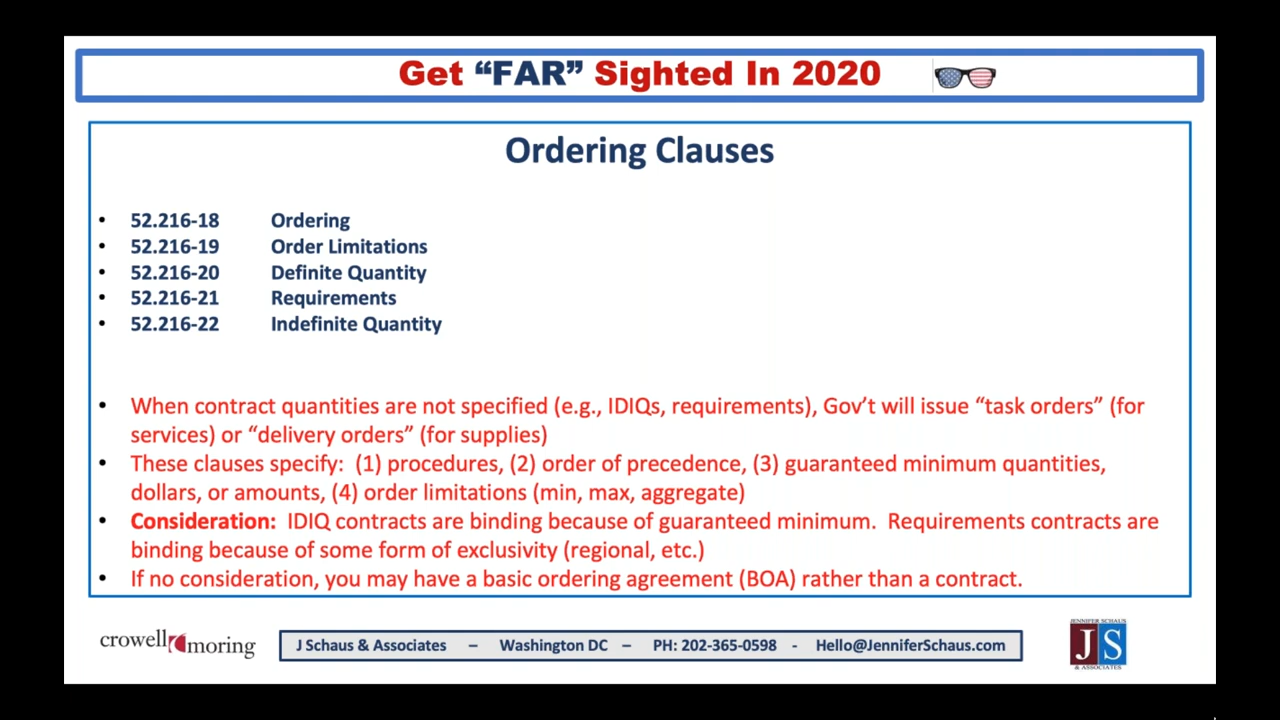 Get “FAR” Sighted In 2020
Ordering Clauses
• 52.216-18 Ordering
• 52.216-19 Order Limitations
• 52.216-20 Definite Quantity
• 52.216-21 Requirements
• 52.216-22 Indefinite Quantity
• When contract quantities are not specified (e.g., IDIQs, requirements), Gov’t will issue “task orders” (for
services) or “delivery orders” (for supplies)
• These clauses specify: (1) procedures, (2) order of precedence, (3) guaranteed minimum quantities,
dollars, or amounts, (4) order limitations (min, max, aggregate)
• Consideration: IDIQ contracts are binding because of guaranteed minimum. Requirements contracts are
binding because of some form of exclusivity (regional, etc.)
• If no consideration, you may have a basic ordering agreement (BOA) rather than a contract.
crowell moring
J Schaus & Associates – Washington DC – PH: 202-365-0598 - Hello@JenniferSchaus.com
JENNIFER SCHAUS
JS
& ASSOCIATES